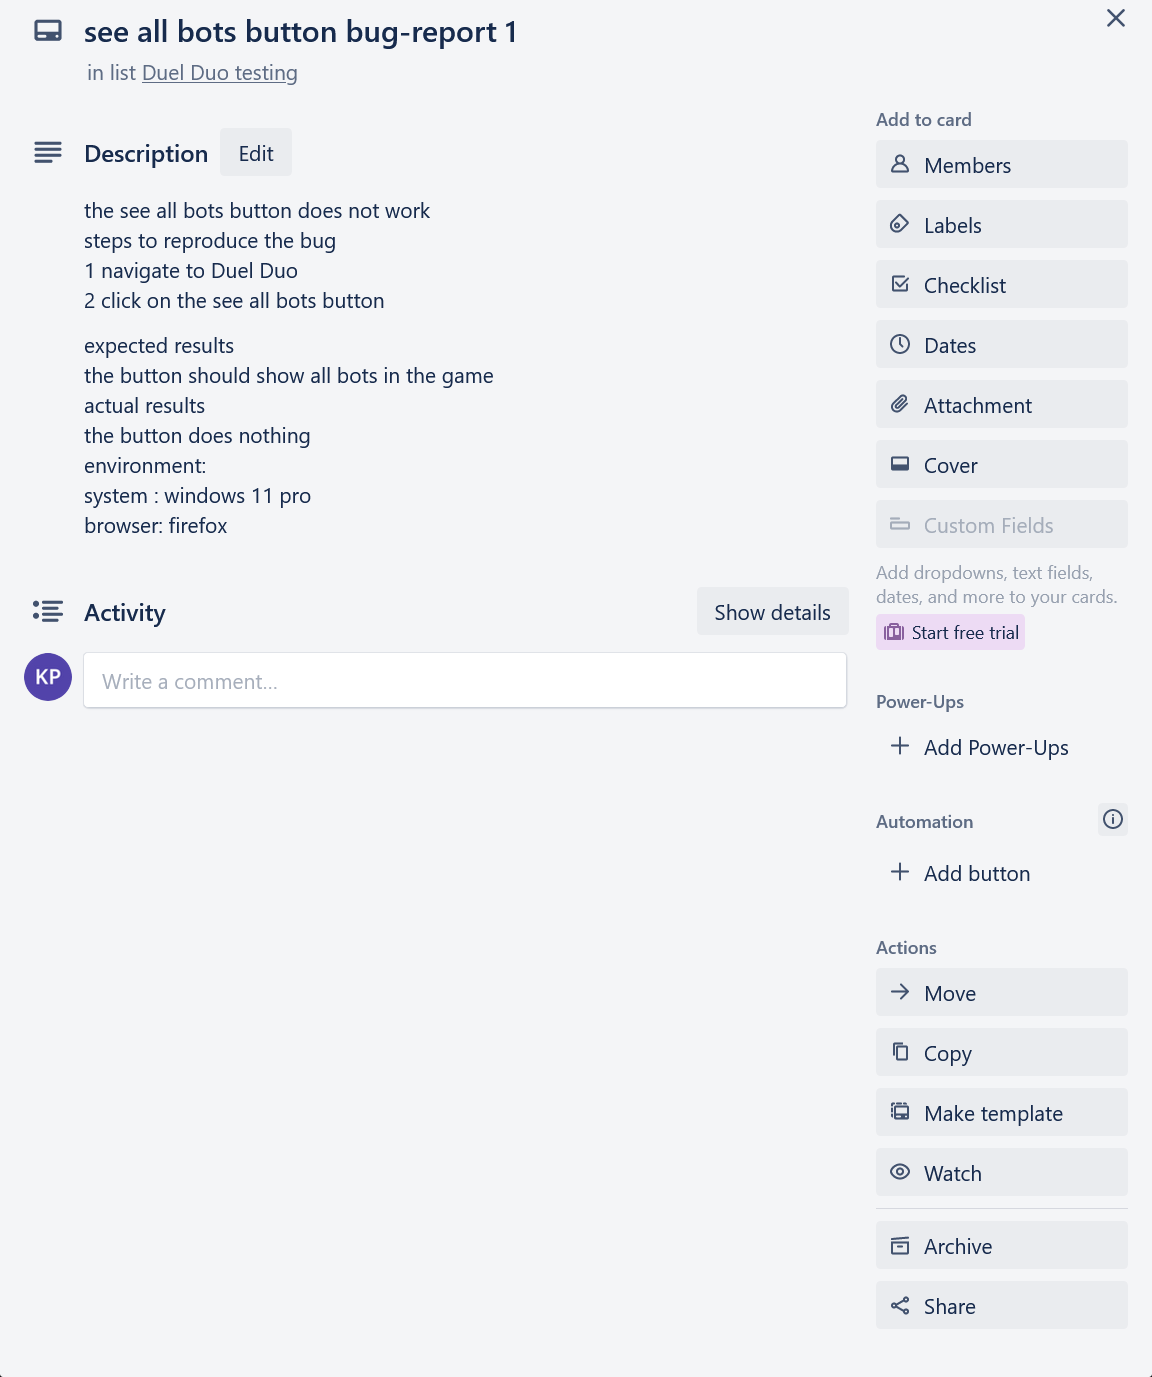 see all bots button bug-report 1
in list Duel Duo testing
Description Edit
the see all bots button does not work
steps to reproduce the bug
1 navigate to Duel Duo
2 click on the see all bots button
expected results
the button should show all bots in the game
actual results
the button does nothing
environment:
system : windows 11 pro
browser: firefox
Activity Show details
KP Write a comment...
Add to card
Members
Labels
Checklist
Dates
Attachment
Cover
Custom Fields
Add dropdowns, text fields,
dates, and more to your cards.
Start free trial
Power-Ups
Add Power-Ups
Automation
Add button
Actions
Move
Copy
Make template
Watch
Archive
Share